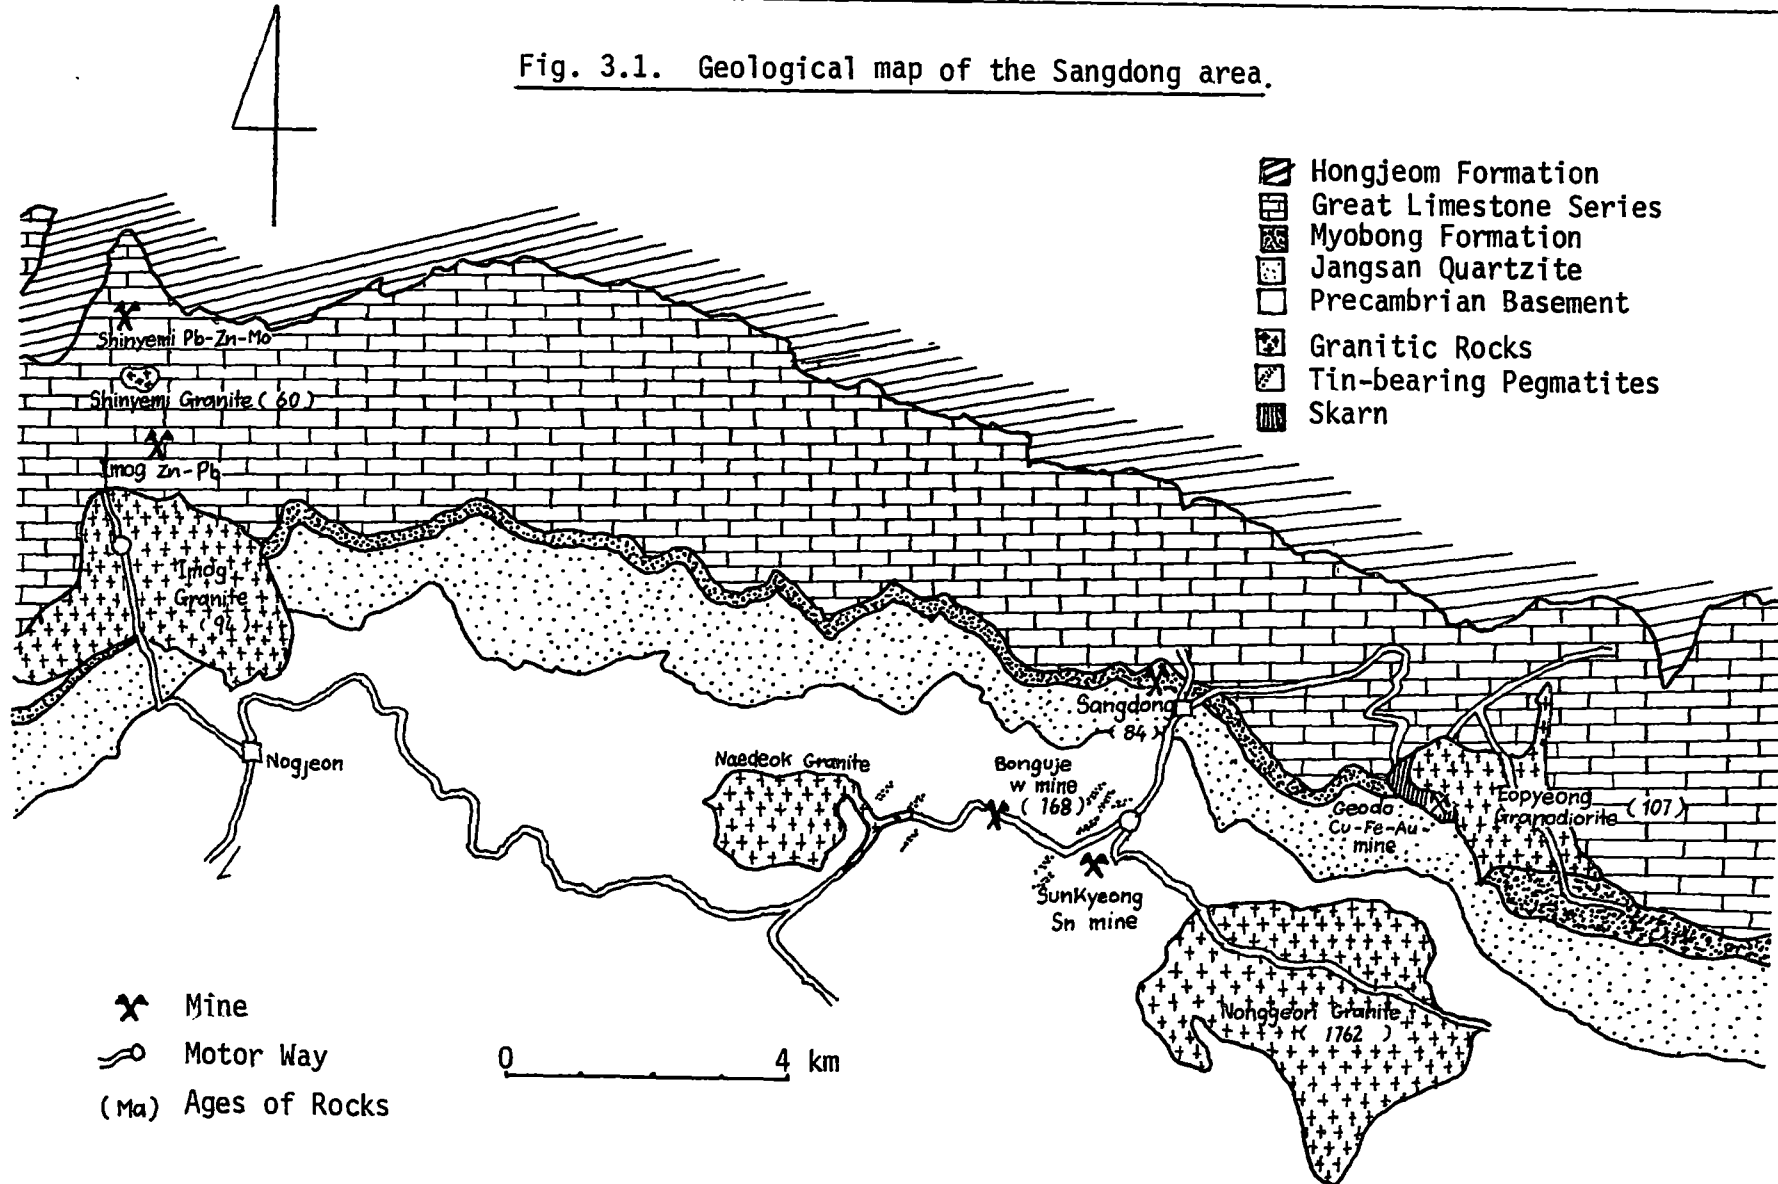 Fig. 3.1. Geological map of the Sangdong area.
Hongjeom Formation
Great Limestone Series
Myobong Formation
Jangsan Quartzite
Precambrian Basement
Granitic Rocks
Tin-bearing Pegmatites
Skarn
Shinyemi Pb-Zn-Mo
Shinyemi Granite (60)
Imog Zn-Pb
Imog
Granite
(94)
Nogjeon
Naedeok Granite
Bonguje
W mine
(168)
Sangdong
(84)
Geodo
Cu-Fe-Au-
mine
Eopyeong
Granodiorite (107)
Sunkyeong
Sn mine
Nonggeori Granite
(1762)
Mine
Motor Way
(Ma) Ages of Rocks
0 4 km